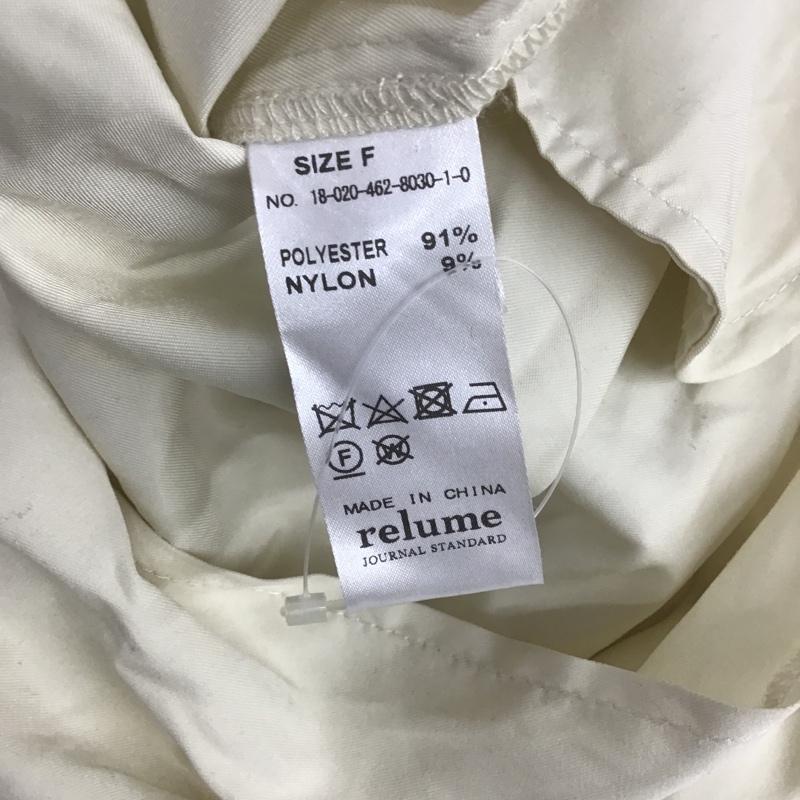 SIZE F
NO. 18-020-462-8030-1-0
POLYESTER 91%
NYLON 9%
F W
MADE IN CHINA
relume
JOURNAL STANDARD